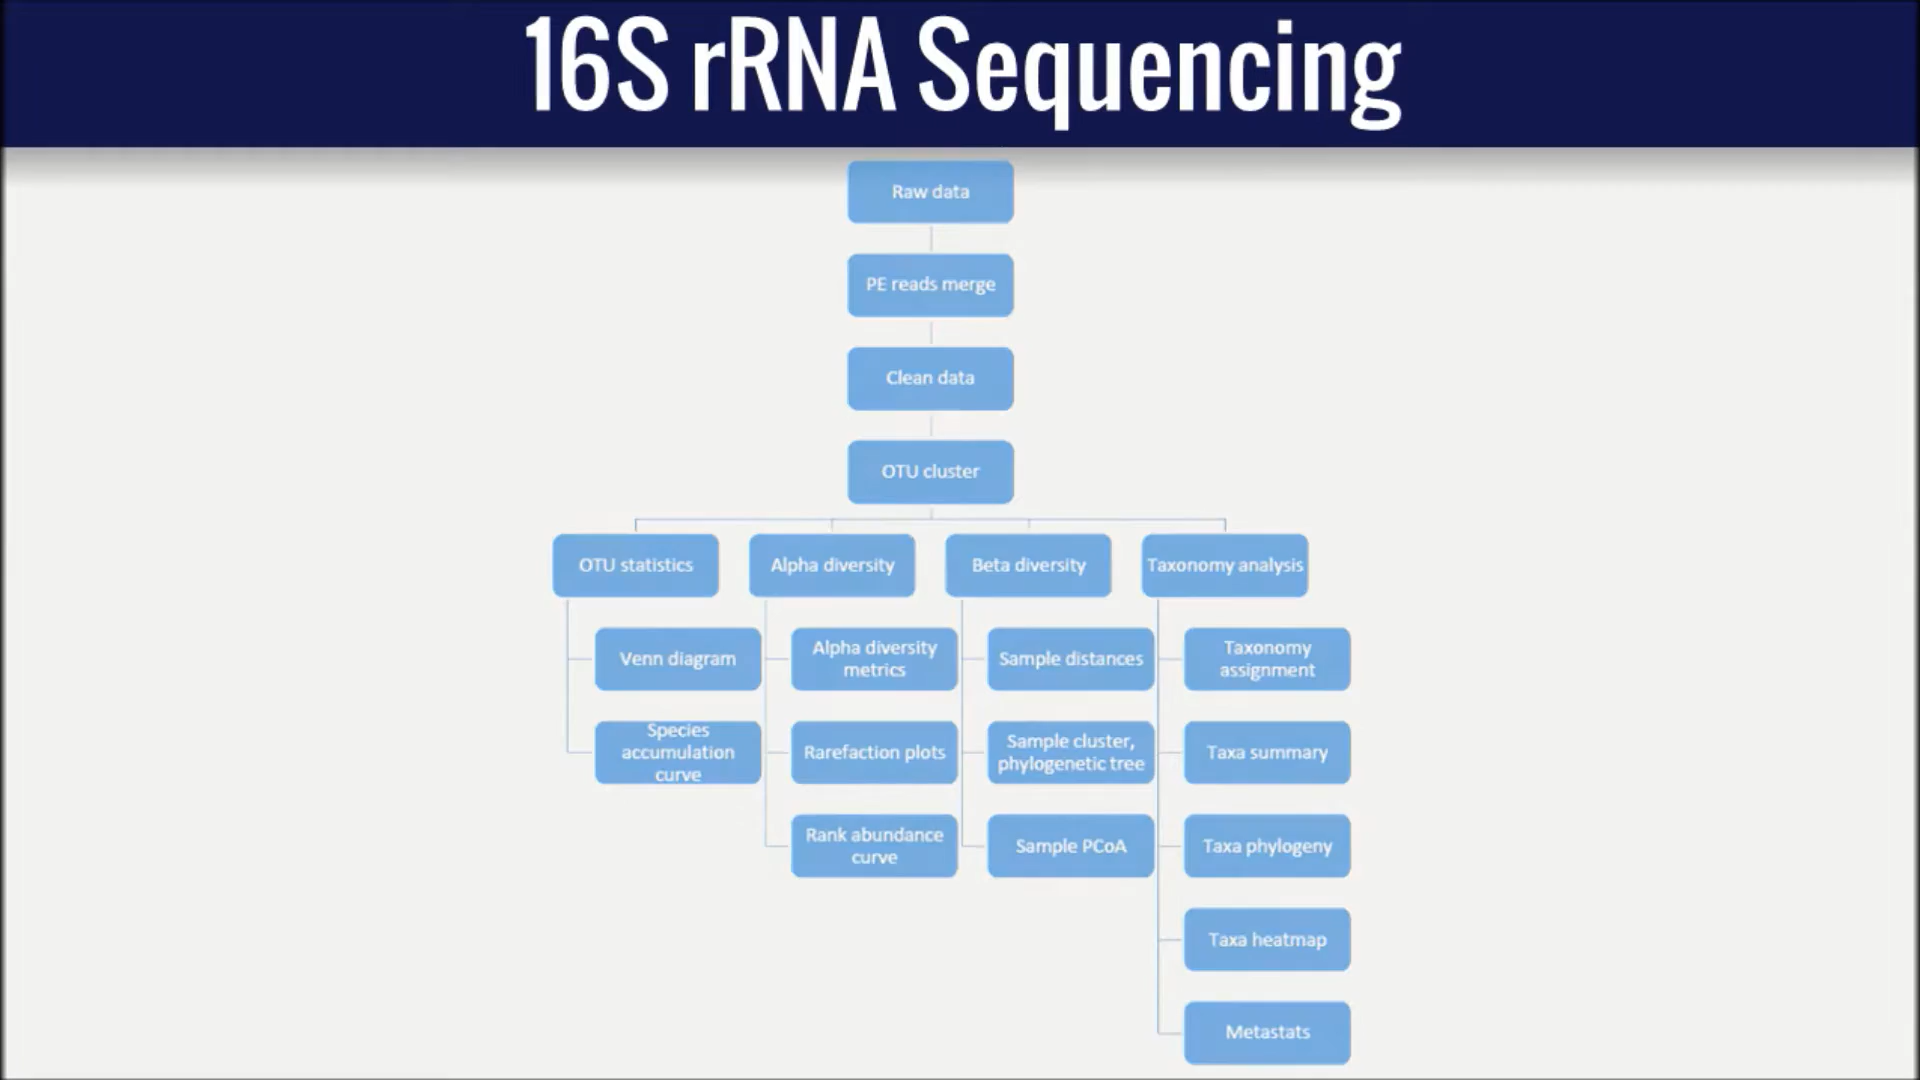 16S rRNA Sequencing
Raw data
PE reads merge
Clean data
OTU cluster
OTU statistics
Alpha diversity
Beta diversity
Taxonomy analysis
Venn diagram
Alpha diversity
metrics
Sample distances
Taxonomy
assignment
Species
accumulation
curve
Rarefaction plots
Sample cluster,
phylogenetic tree
Taxa summary
Rank abundance
curve
Sample PCoA
Taxa phylogeny
Taxa heatmap
Metastats